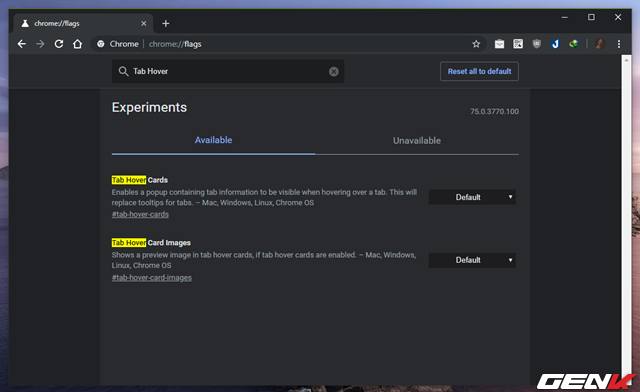 chrome://flags
Chrome | chrome://flags
Tab Hover
Reset all to default
Experiments
75.0.3770.100
Available
Unavailable
Tab Hover Cards
Enables a popup containing tab information to be visible when hovering over a tab. This will
replace tooltips for tabs. – Mac, Windows, Linux, Chrome OS
#tab-hover-cards
Default
Tab Hover Card Images
Shows a preview image in tab hover cards, if tab hover cards are enabled. – Mac, Windows,
Linux, Chrome OS
#tab-hover-card-images
Default
GENK